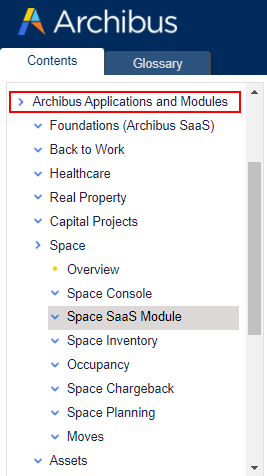 Archibus
Contents
Glossary
Archibus Applications and Modules
Foundations (Archibus SaaS)
Back to Work
Healthcare
Real Property
Capital Projects
Space
Overview
Space Console
Space SaaS Module
Space Inventory
Occupancy
Space Chargeback
Space Planning
Moves
Assets